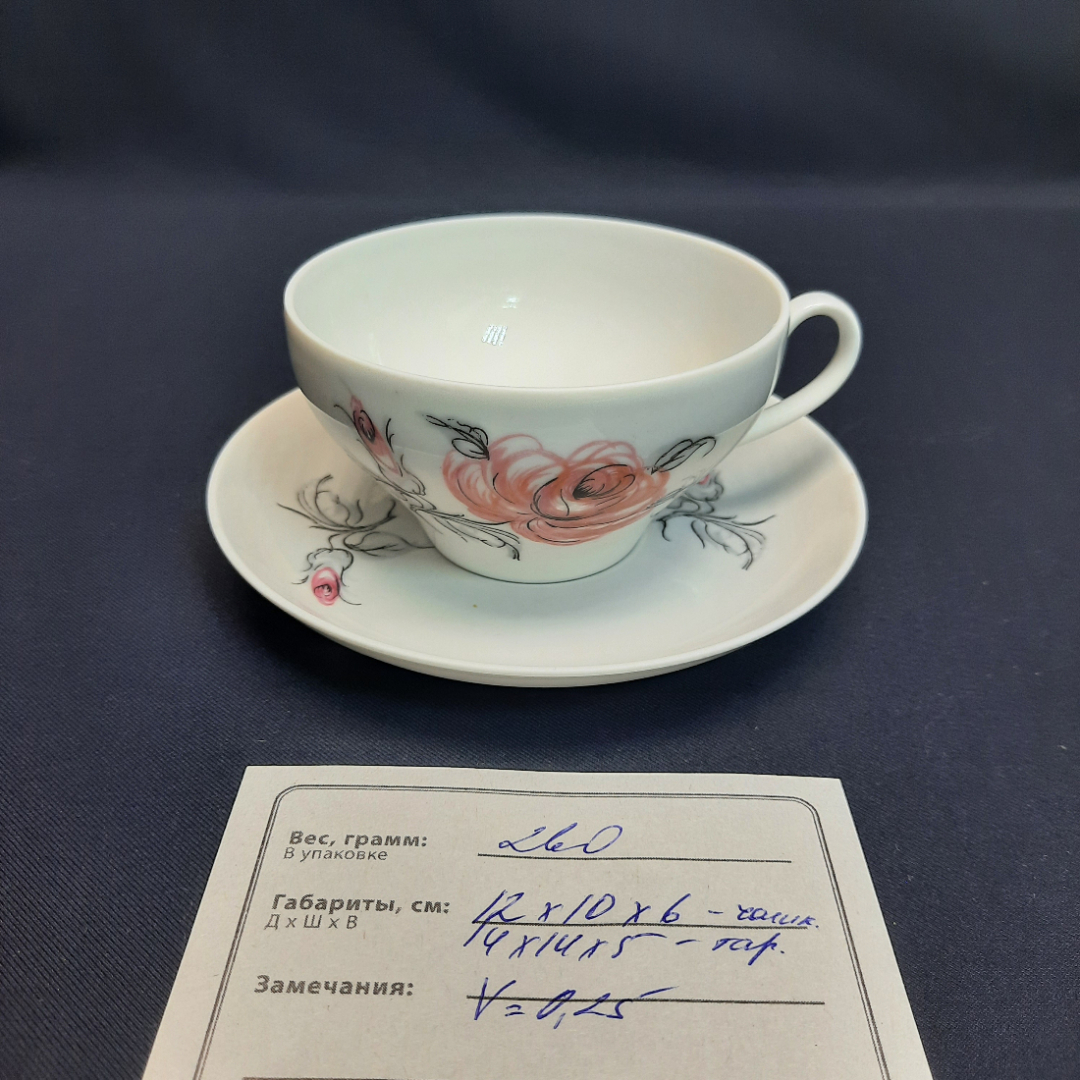 Вес, грамм: 260
В упаковке
Габариты, см: 12 x 10 x 6 - чашк.
Д x Ш x В 14 x 14 x 5 - тар.
Замечания: V = 0,25